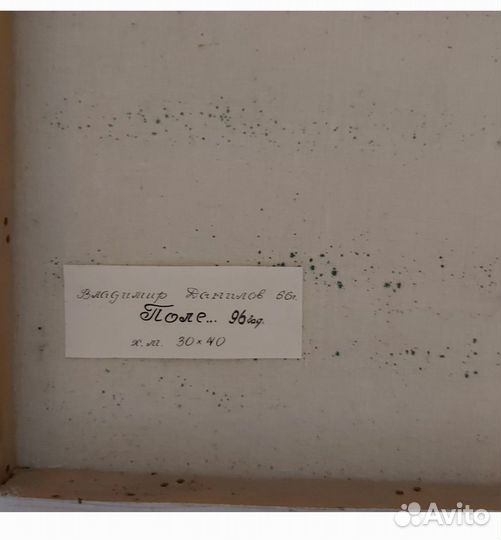 Владимир Данилов 66г.
Поле... 96 год.
х.м. 30×40
Avito